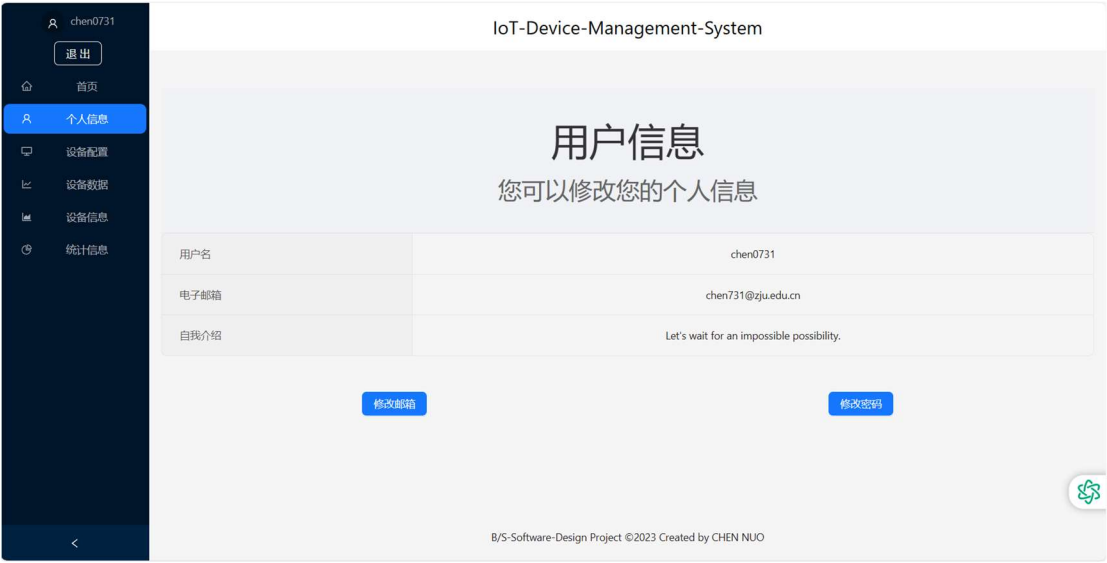 chen0731
退出
首页
个人信息
设备配置
设备数据
设备信息
统计信息
IoT-Device-Management-System
用户信息
您可以修改您的个人信息
用户名 chen0731
电子邮箱 chen731@zju.edu.cn
自我介绍 Let's wait for an impossible possibility.
修改邮箱 修改密码
B/S-Software-Design Project ©2023 Created by CHEN NUO